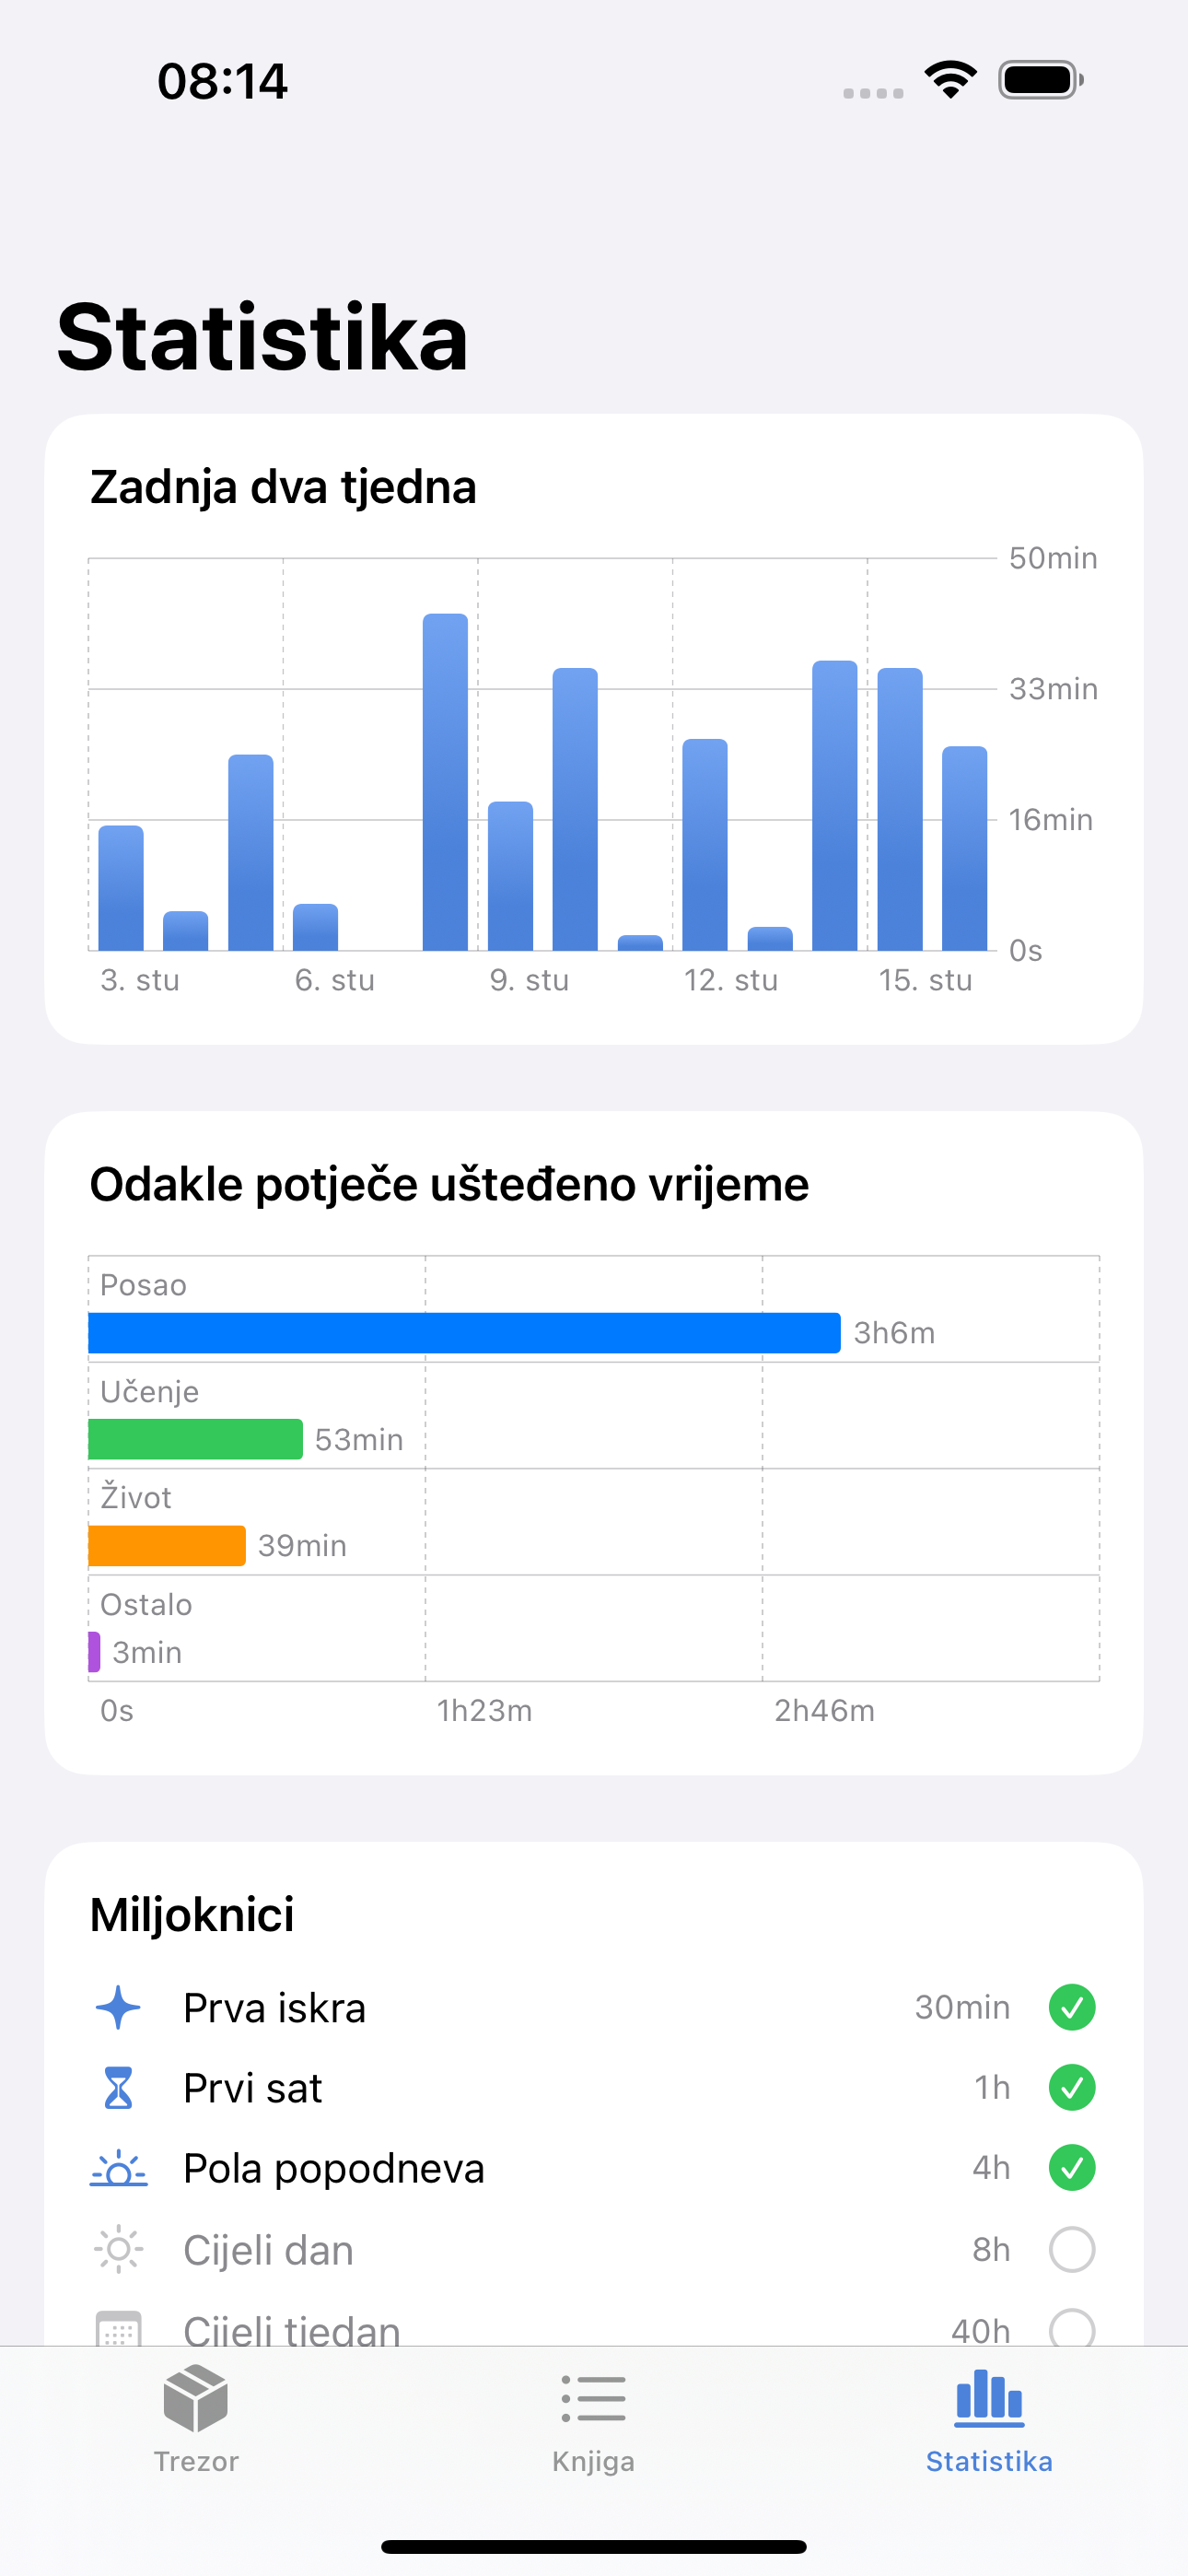 08:14
Statistika
Zadnja dva tjedna
50min
33min
16min
0s
3. stu 6. stu 9. stu 12. stu 15. stu
Odakle potječe ušteđeno vrijeme
Posao
3h6m
Učenje
53min
Život
39min
Ostalo
3min
0s 1h23m 2h46m
Miljoknici
Prva iskra 30min
Prvi sat 1h
Pola popodneva 4h
Cijeli dan 8h
Cijeli tjedan 40h
Trezor Knjiga Statistika